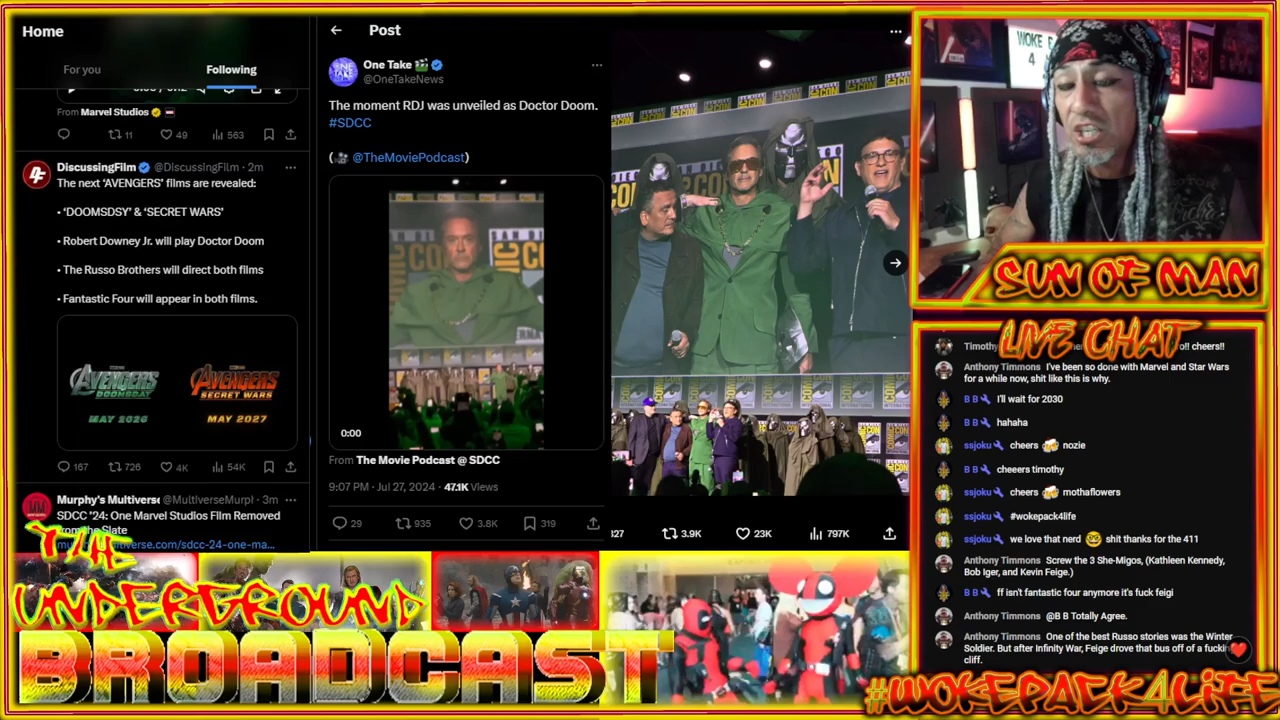 Home
For you
Following
From Marvel Studios
11
49
563
DiscussingFilm @DiscussingFilm · 2m
The next 'AVENGERS' films are revealed:
• 'DOOMSDSY' & 'SECRET WARS'
• Robert Downey Jr. will play Doctor Doom
• The Russo Brothers will direct both films
• Fantastic Four will appear in both films.
AVENGERS
DOOMSDAY
MAY 2026
AVENGERS
SECRET WARS
MAY 2027
167
726
4K
54K
Murphy's Multiverse @MultiverseMurph · 3m
SDCC '24: One Marvel Studios Film Removed
From the Slate
Post
One Take
@OneTakeNews
The moment RDJ was unveiled as Doctor Doom.
#SDCC
( @TheMoviePodcast)
0:00
From The Movie Podcast @ SDCC
9:07 PM · Jul 27, 2024 · 47.1K Views
29
935
3.8K
319
3.9K
23K
797K
WOKE
4
SUN OF MAN
LIVE CHAT
Timothy
cheers!!
Anthony Timmons I've been so done with Marvel and Star Wars
for a while now, shit like this is why.
B B I'll wait for 2030
B B hahaha
ssjoku cheers nozie
B B cheeers timothy
ssjoku cheers mothaflowers
ssjoku #wokepack4life
ssjoku we love that nerd shit thanks for the 411
Anthony Timmons Screw the 3 She-Migos, (Kathleen Kennedy,
Bob Iger, and Kevin Feige.)
B B ff isn't fantastic four anymore it's fuck feigi
Anthony Timmons @B B Totally Agree.
Anthony Timmons One of the best Russo stories was the Winter
Soldier. But after Infinity War, Feige drove that bus off of a
cliff.
THE
UNDERGROUND
BROADCAST
#WOKEPACK4LIFE